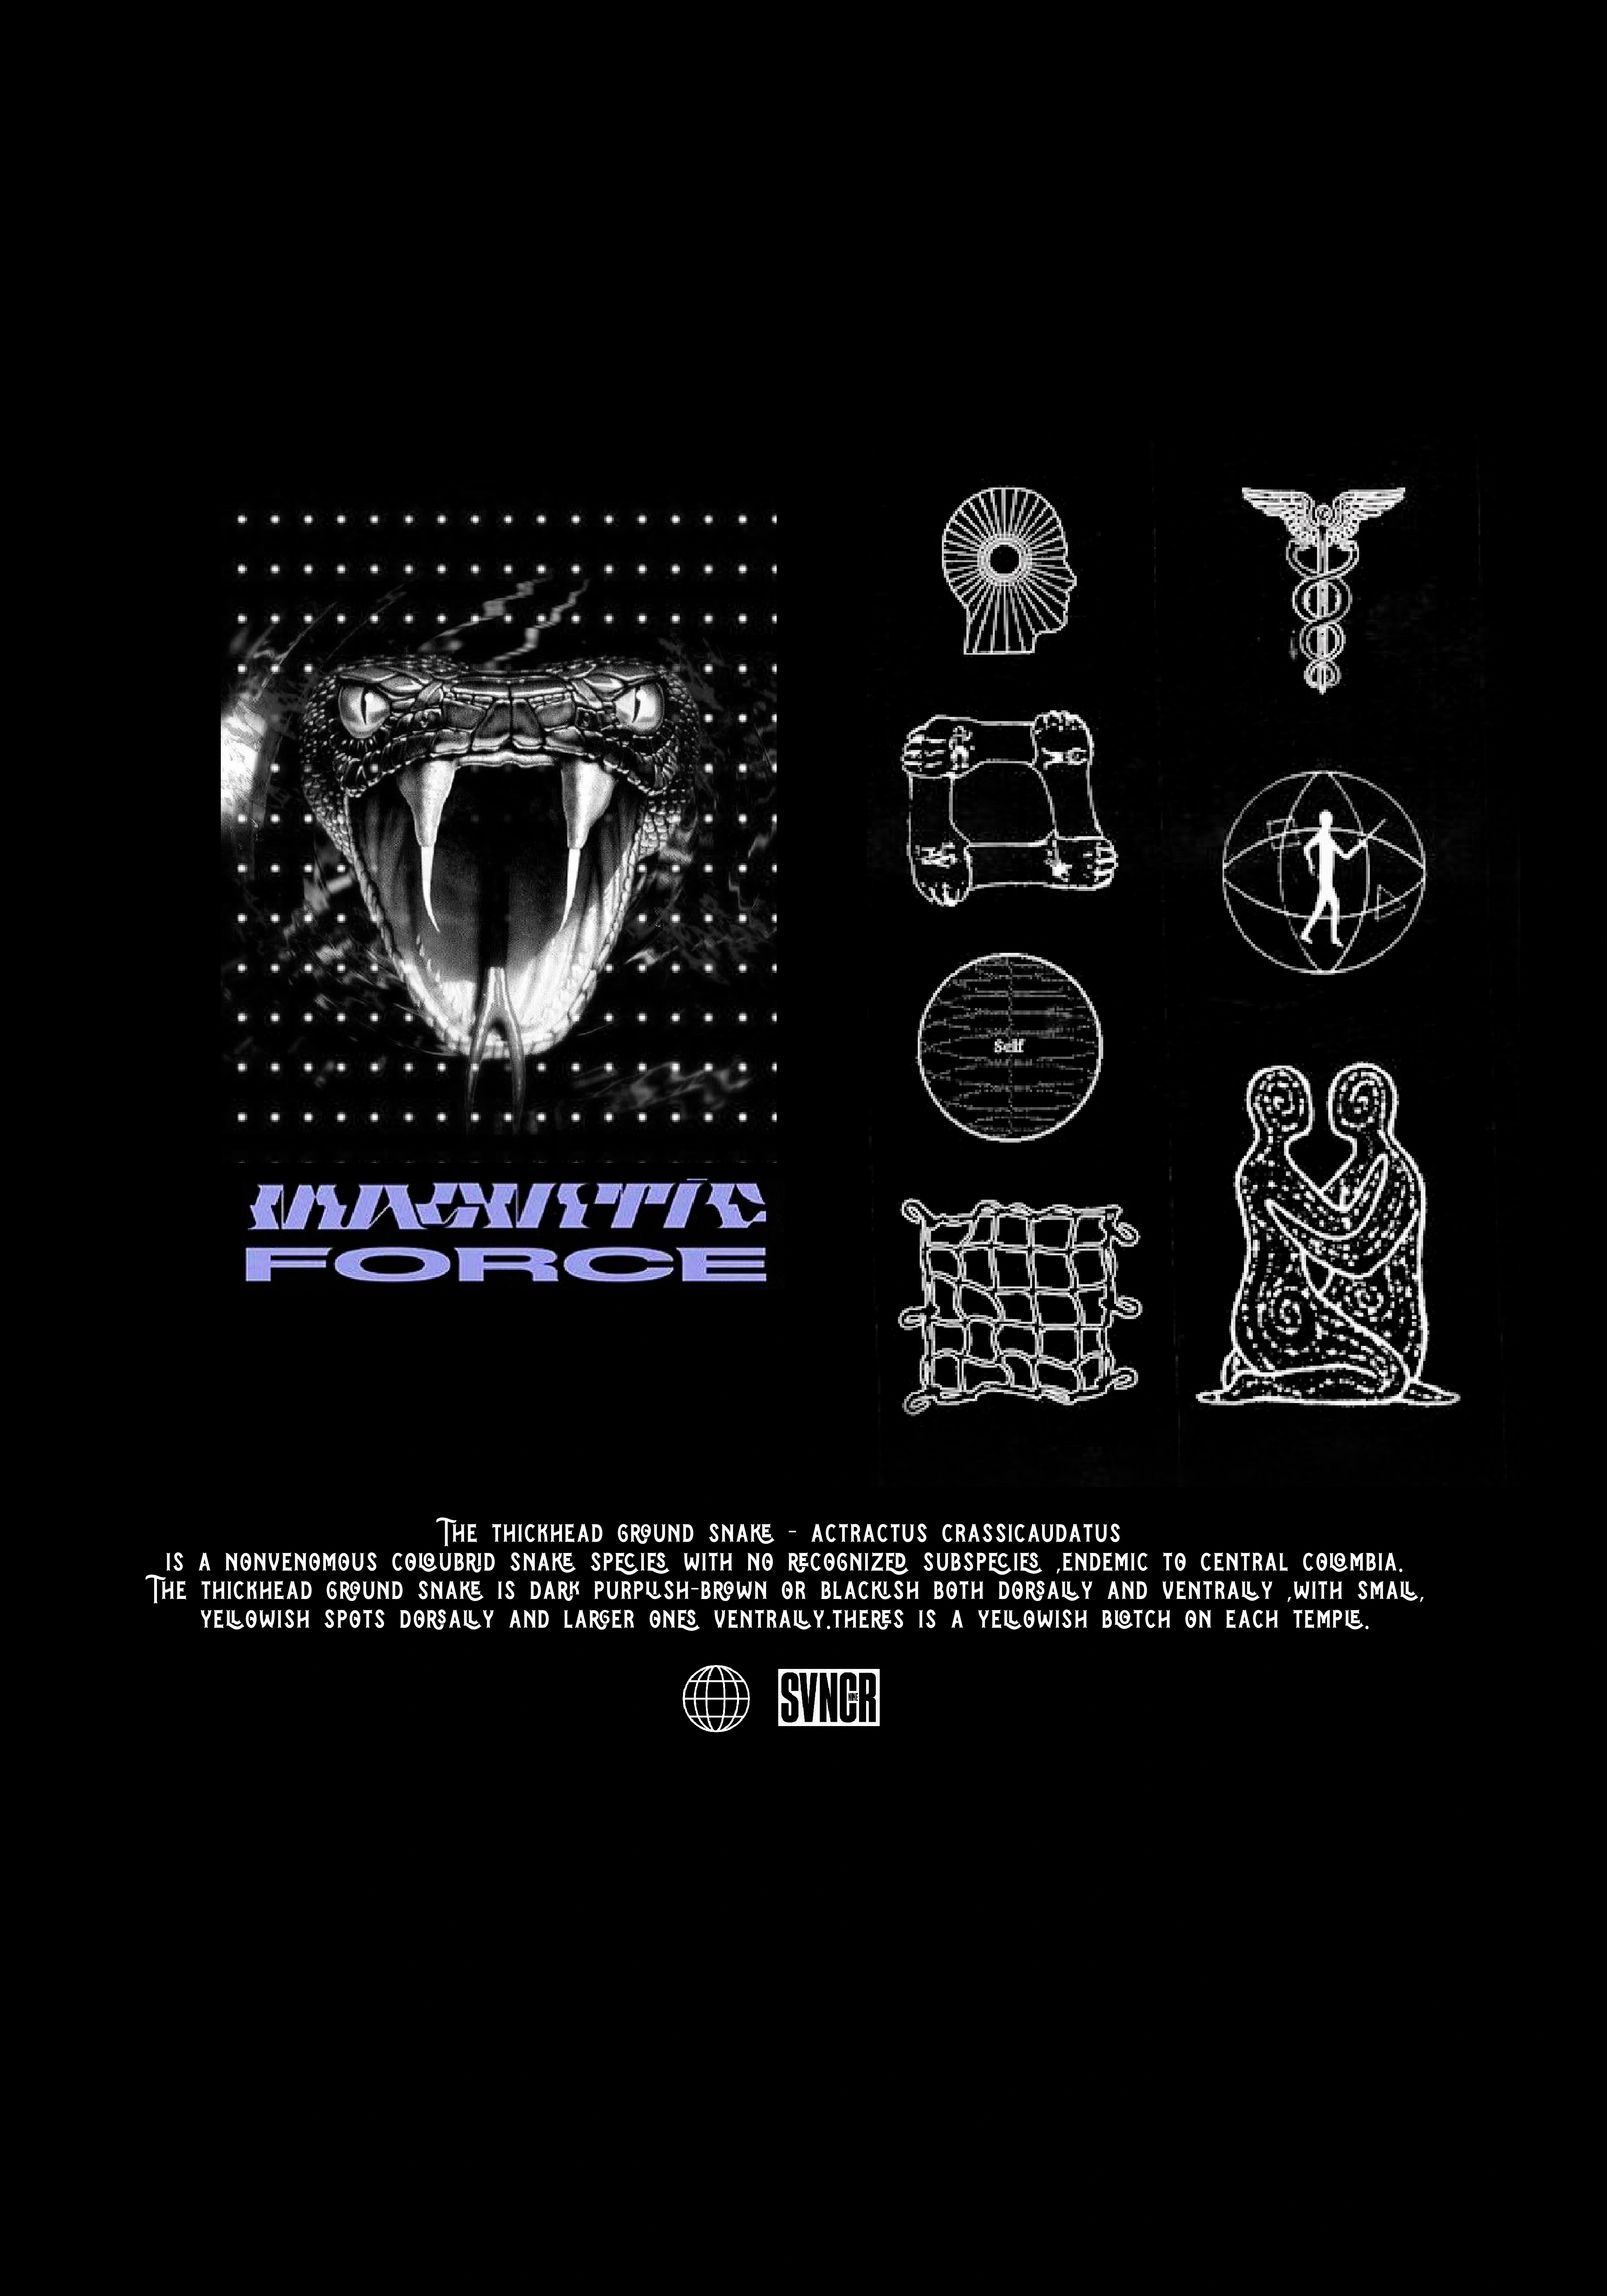 Self
FORCE
THE THICKHEAD GROUND SNAKE - ACTRACTUS CRASSICAUDATUS
IS A NONVENOMOUS COLOUBRID SNAKE SPECIES WITH NO RECOGNIZED SUBSPECIES ,ENDEMIC TO CENTRAL COLOMBIA.
THE THICKHEAD GROUND SNAKE IS DARK PURPLISH-BROWN OR BLACKLISH BOTH DORSALLY AND VENTRALLY ,WITH SMALL,
YELLOWISH SPOTS DORSALLY AND LARGER ONES VENTRALLY.THERES IS A YELLOWISH BLOTCH ON EACH TEMPLE.
SVNCR